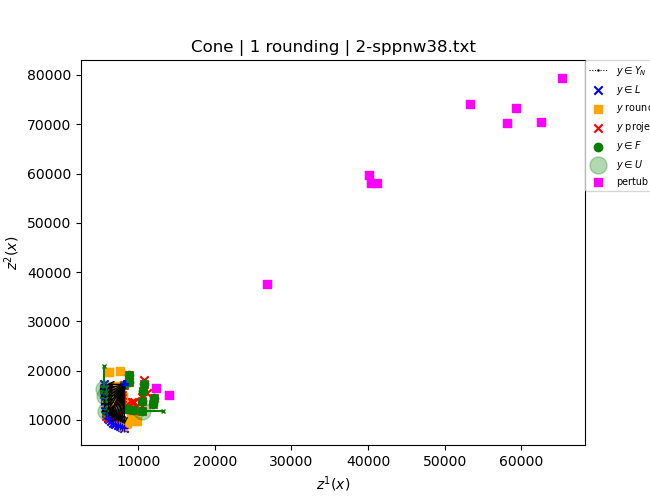 Cone | 1 rounding | 2-sppnw38.txt
80000
70000
60000
50000
40000
30000
20000
10000
z²(x)
10000 20000 30000 40000 50000 60000
z¹(x)
y ∈ Y_N
y ∈ L
y roun
y proje
y ∈ F
y ∈ U
pertub